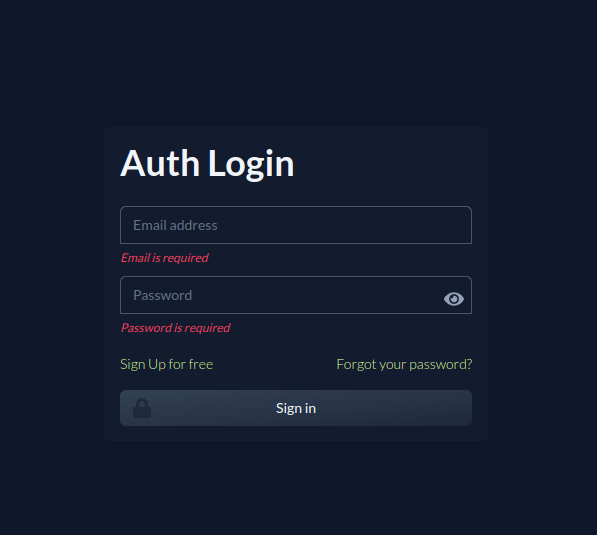 Auth Login
Email address
Email is required
Password
Password is required
Sign Up for free
Forgot your password?
Sign in